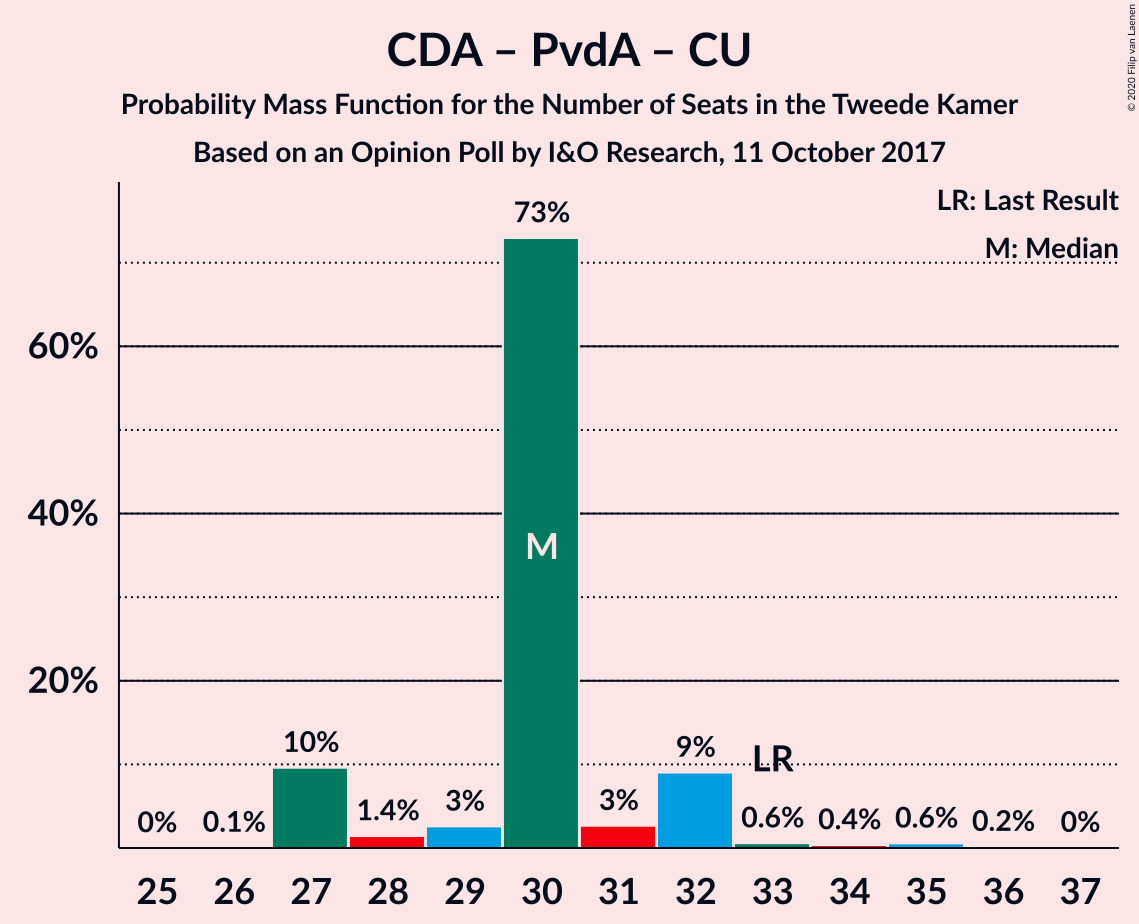 CDA – PvdA – CU
Probability Mass Function for the Number of Seats in the Tweede Kamer
Based on an Opinion Poll by I&O Research, 11 October 2017
© 2020 Filip van Laenen
LR: Last Result
M: Median
73%
60%
40%
M
20%
10%
9%
LR
0%
0.1%
1.4%
3%
3%
0.6%
0.4%
0.6%
0.2%
0%
25 26 27 28 29 30 31 32 33 34 35 36 37